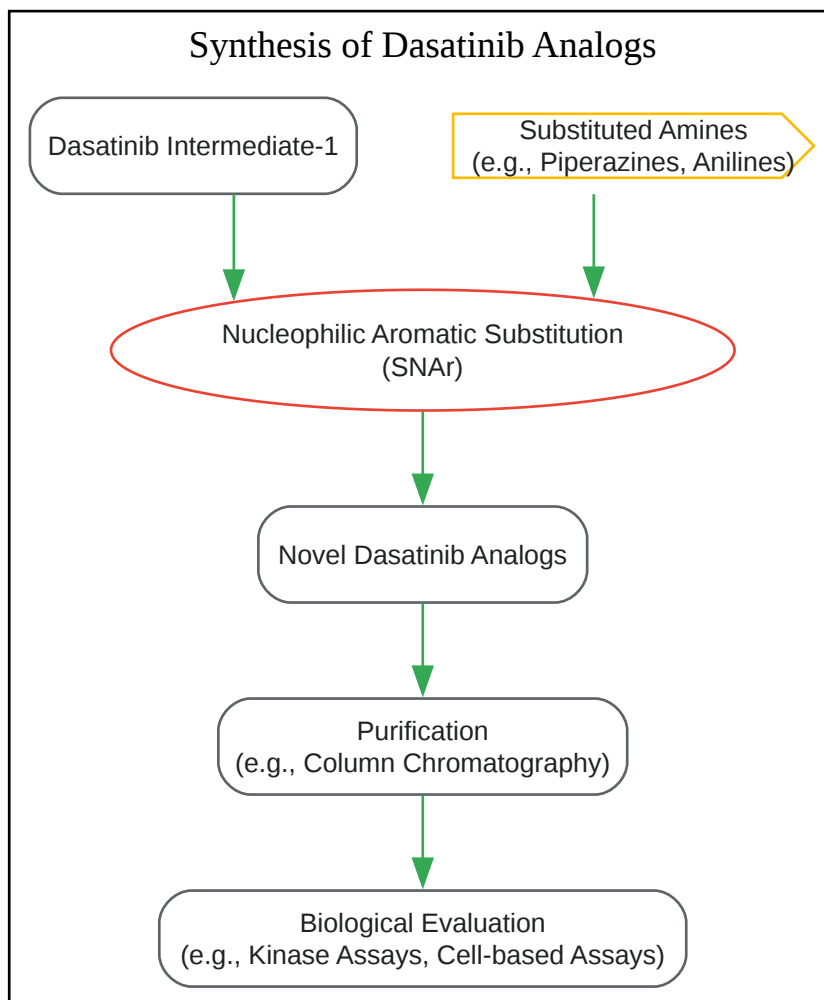 Synthesis of Dasatinib Analogs
Dasatinib Intermediate-1
Substituted Amines
(e.g., Piperazines, Anilines)
Nucleophilic Aromatic Substitution
(SNAr)
Novel Dasatinib Analogs
Purification
(e.g., Column Chromatography)
Biological Evaluation
(e.g., Kinase Assays, Cell-based Assays)